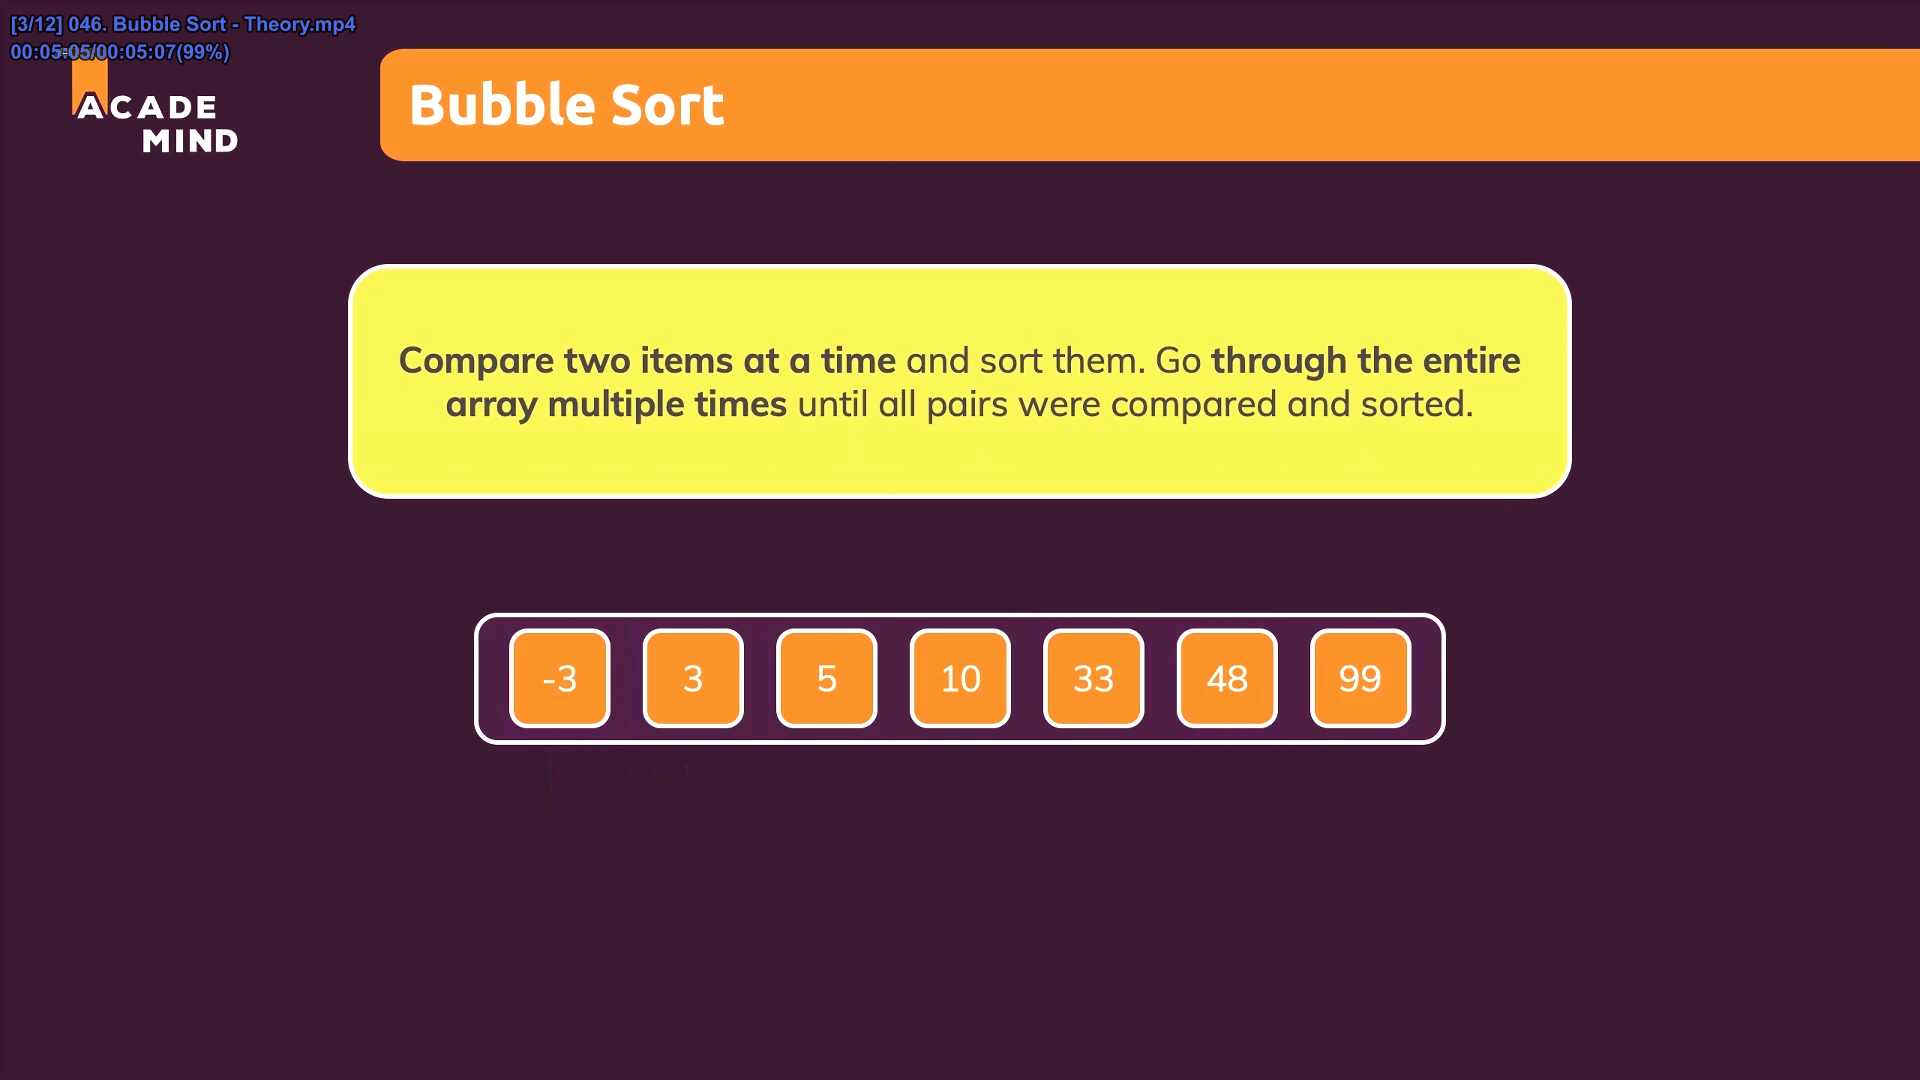 [3/12] 046. Bubble Sort - Theory.mp4
00:05:05/00:05:07(99%)
ACADE
MIND
Bubble Sort
Compare two items at a time and sort them. Go through the entire
array multiple times until all pairs were compared and sorted.
-3 3 5 10 33 48 99